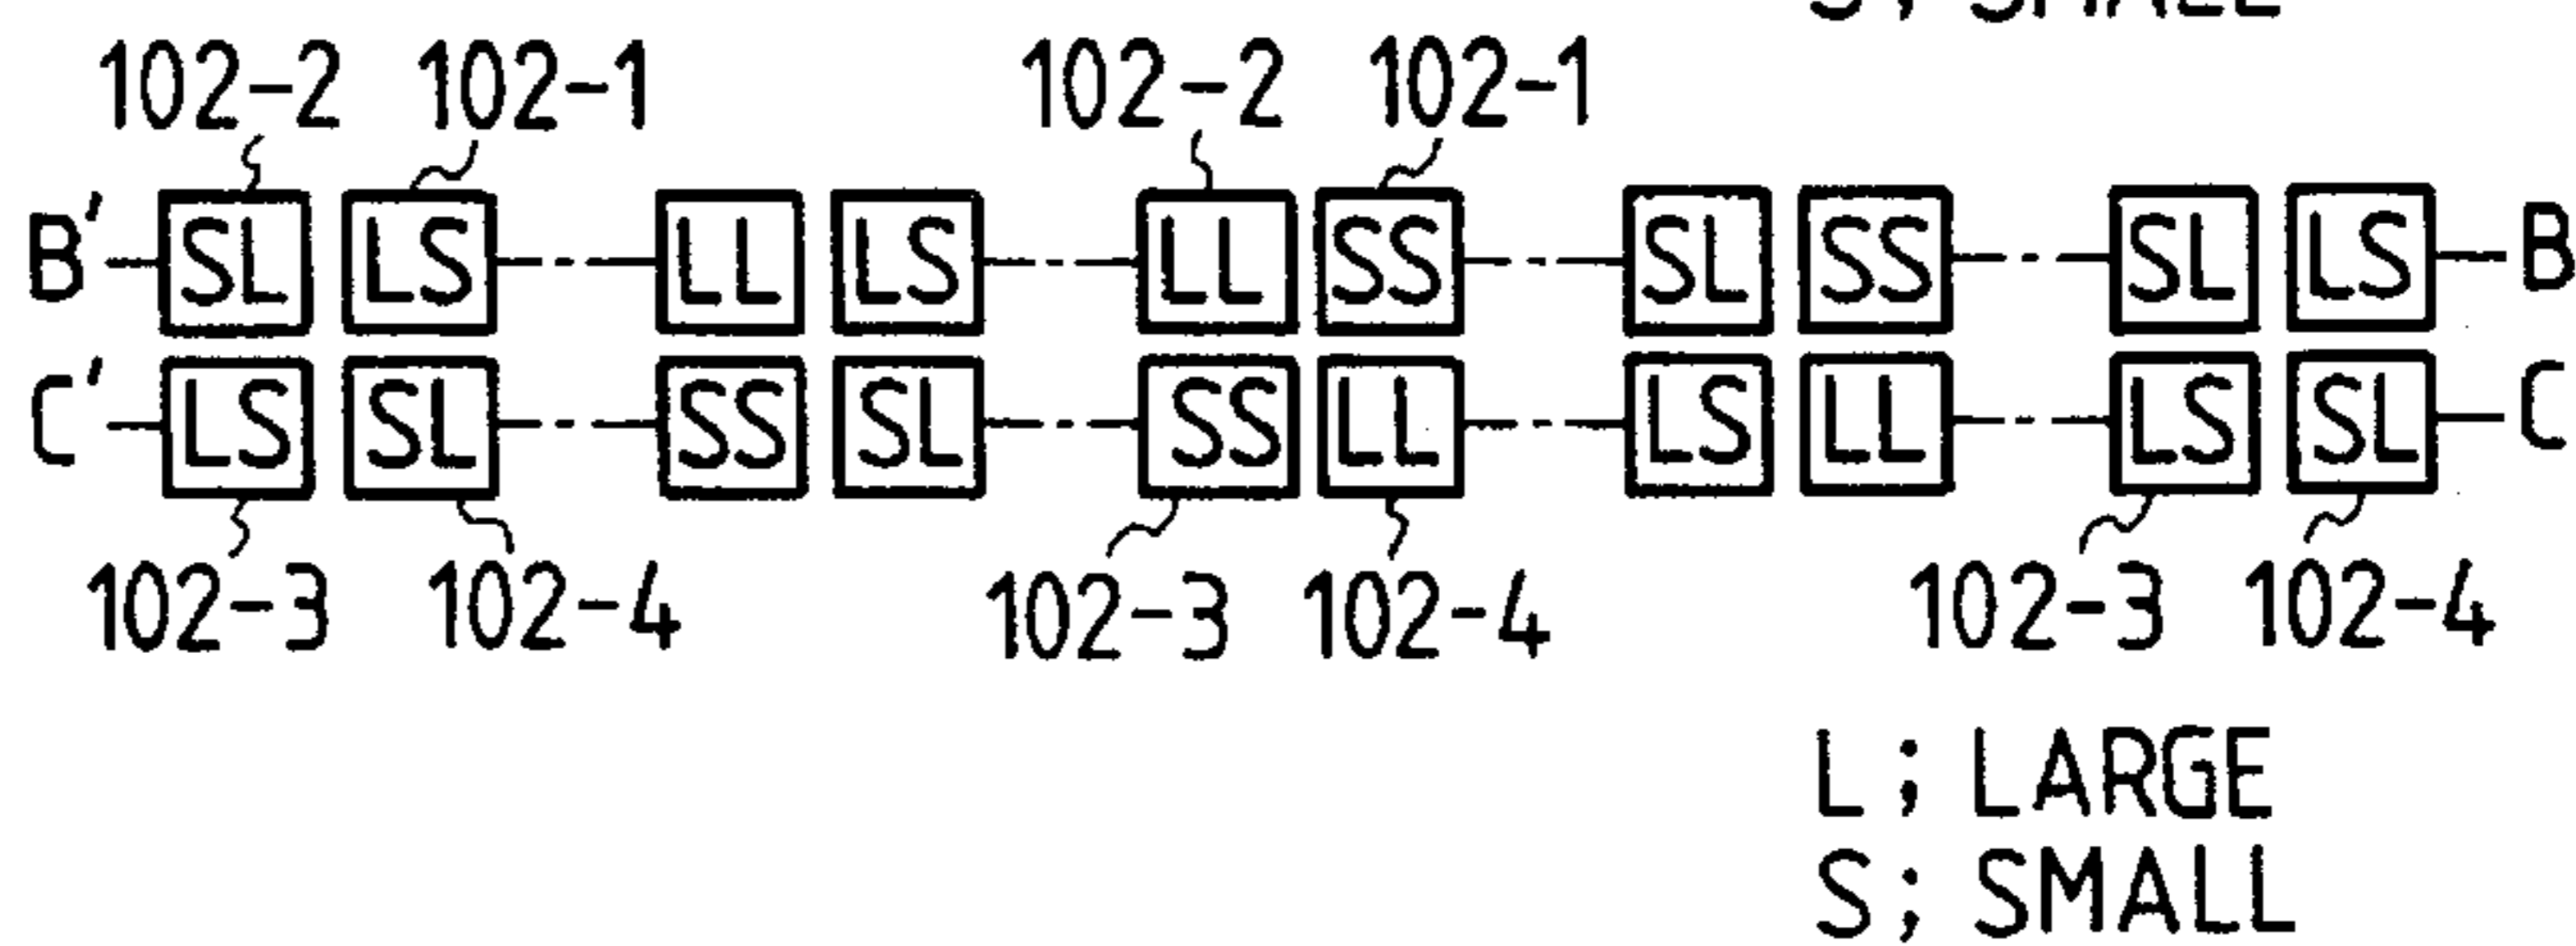 S; SMALL
102-2 102-1 102-2 102-1
B' SL LS LL LS LL SS SL SS SL LS B
C' LS SL SS SL SS LL LS LL LS SL C
102-3 102-4 102-3 102-4 102-3 102-4
L; LARGE
S; SMALL